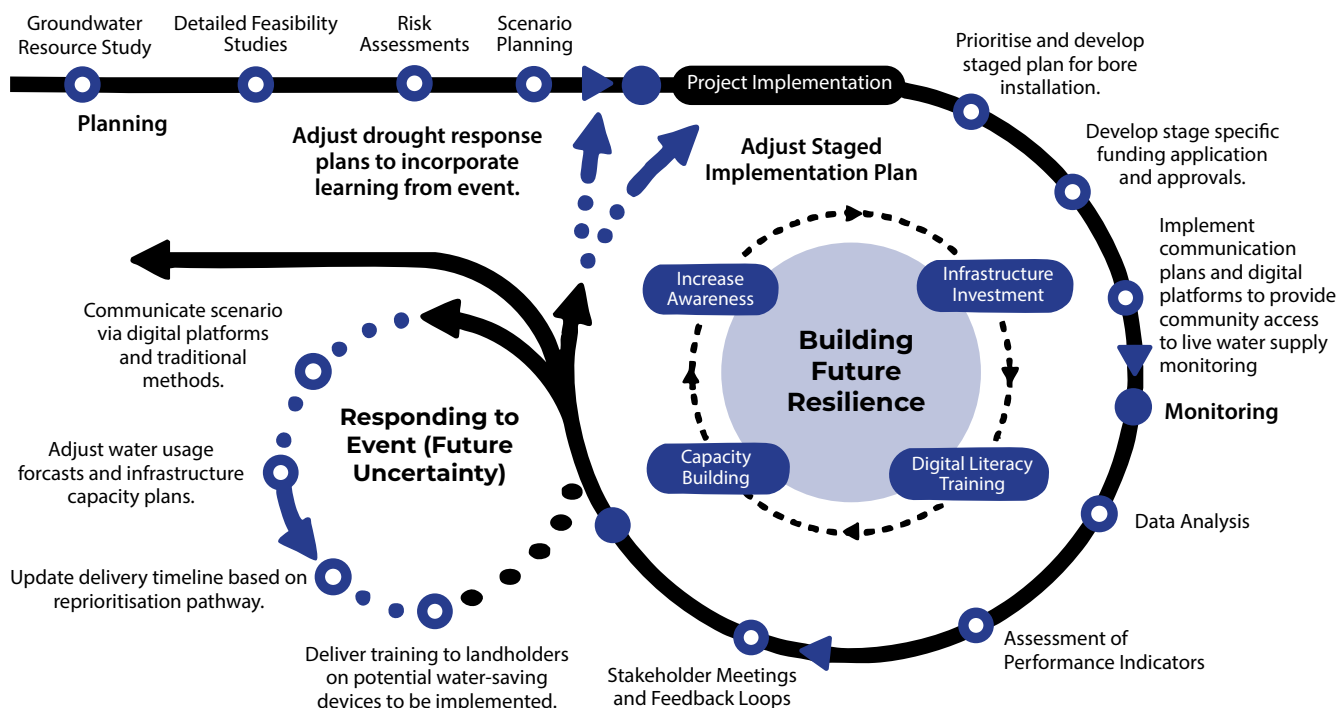 Groundwater
Resource Study
Detailed Feasibility
Studies
Risk
Assessments
Scenario
Planning
Planning
Project Implementation
Prioritise and develop
staged plan for bore
installation.
Develop stage specific
funding application
and approvals.
Implement
communication
plans and digital
platforms to provide
community access
to live water supply
monitoring
Monitoring
Data Analysis
Assessment of
Performance Indicators
Stakeholder Meetings
and Feedback Loops
Adjust drought response
plans to incorporate
learning from event.
Adjust Staged
Implementation Plan
Increase
Awareness
Infrastructure
Investment
Building
Future
Resilience
Capacity
Building
Digital Literacy
Training
Communicate scenario
via digital platforms
and traditional
methods.
Responding to
Event (Future
Uncertainty)
Adjust water usage
forcasts and infrastructure
capacity plans.
Update delivery timeline based on
reprioritisation pathway.
Deliver training to landholders
on potential water-saving
devices to be implemented.